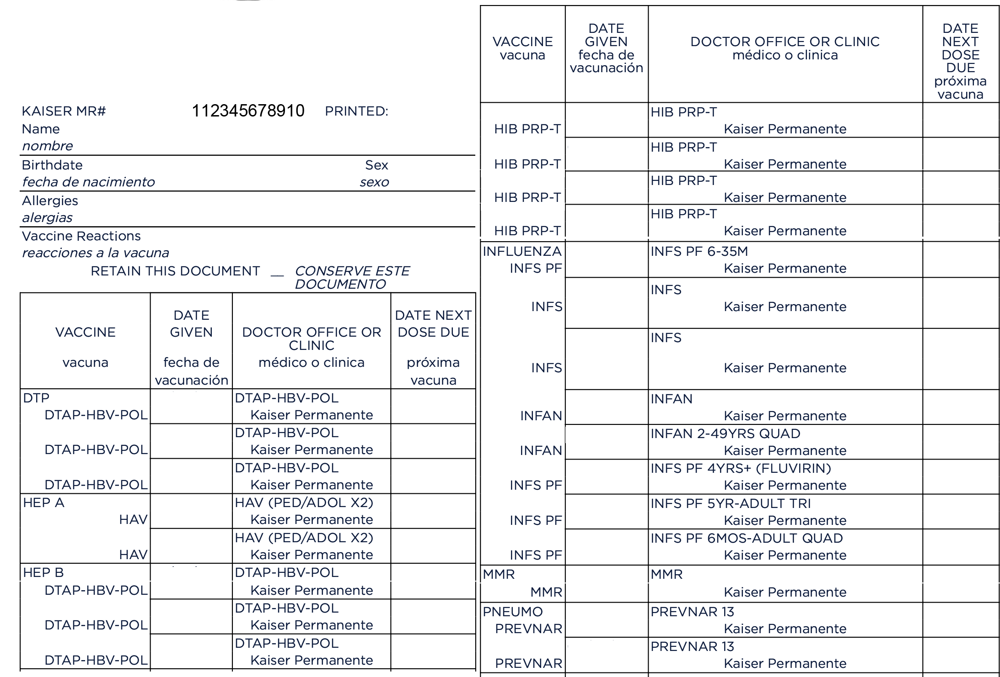 KAISER MR# 112345678910 PRINTED:
Name
nombre
Birthdate Sex
fecha de nacimiento sexo
Allergies
alergias
Vaccine Reactions
reacciones a la vacuna
RETAIN THIS DOCUMENT __ CONSERVE ESTE
DOCUMENTO
DATE DATE NEXT
VACCINE GIVEN DOCTOR OFFICE OR DOSE DUE
CLINIC
vacuna fecha de médico o clinica próxima
vacunación vacuna
DTP DTAP-HBV-POL
DTAP-HBV-POL Kaiser Permanente
DTAP-HBV-POL
DTAP-HBV-POL Kaiser Permanente
DTAP-HBV-POL
DTAP-HBV-POL Kaiser Permanente
HEP A HAV (PED/ADOL X2)
HAV Kaiser Permanente
HAV (PED/ADOL X2)
HAV Kaiser Permanente
HEP B DTAP-HBV-POL
DTAP-HBV-POL Kaiser Permanente
DTAP-HBV-POL
DTAP-HBV-POL Kaiser Permanente
DTAP-HBV-POL
DTAP-HBV-POL Kaiser Permanente
DATE DATE
VACCINE GIVEN DOCTOR OFFICE OR CLINIC NEXT
vacuna fecha de médico o clinica DOSE
vacunación DUE
próxima
vacuna
HIB PRP-T
HIB PRP-T Kaiser Permanente
HIB PRP-T
HIB PRP-T Kaiser Permanente
HIB PRP-T
HIB PRP-T Kaiser Permanente
HIB PRP-T
HIB PRP-T Kaiser Permanente
INFLUENZA INFS PF 6-35M
INFS PF Kaiser Permanente
INFS
INFS Kaiser Permanente
INFS
INFS Kaiser Permanente
INFAN
INFAN Kaiser Permanente
INFAN 2-49YRS QUAD
INFAN Kaiser Permanente
INFS PF 4YRS+ (FLUVIRIN)
INFS PF Kaiser Permanente
INFS PF 5YR-ADULT TRI
INFS PF Kaiser Permanente
INFS PF 6MOS-ADULT QUAD
INFS PF Kaiser Permanente
MMR MMR
MMR Kaiser Permanente
PNEUMO PREVNAR 13
PREVNAR Kaiser Permanente
PREVNAR 13
PREVNAR Kaiser Permanente